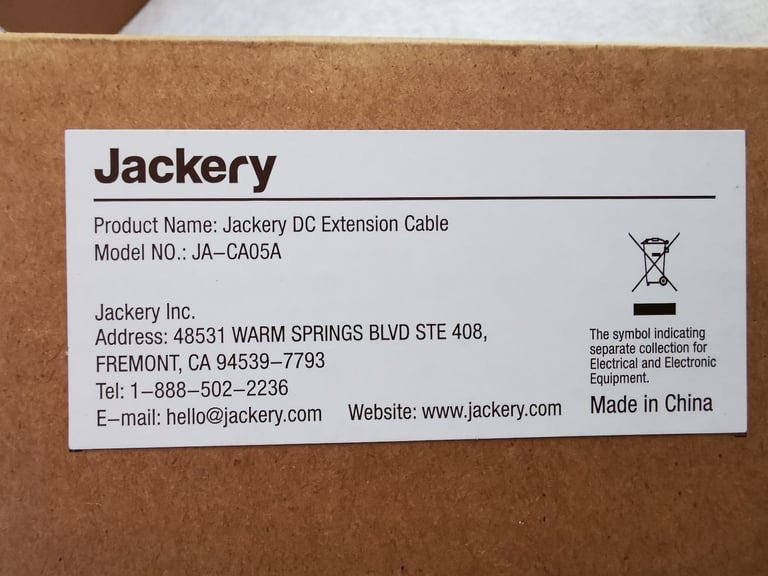 Jackery
Product Name: Jackery DC Extension Cable
Model NO.: JA–CA05A
Jackery Inc.
Address: 48531 WARM SPRINGS BLVD STE 408,
FREMONT, CA 94539–7793
Tel: 1–888–502–2236
E–mail: hello@jackery.com Website: www.jackery.com
The symbol indicating
separate collection for
Electrical and Electronic
Equipment.
Made in China